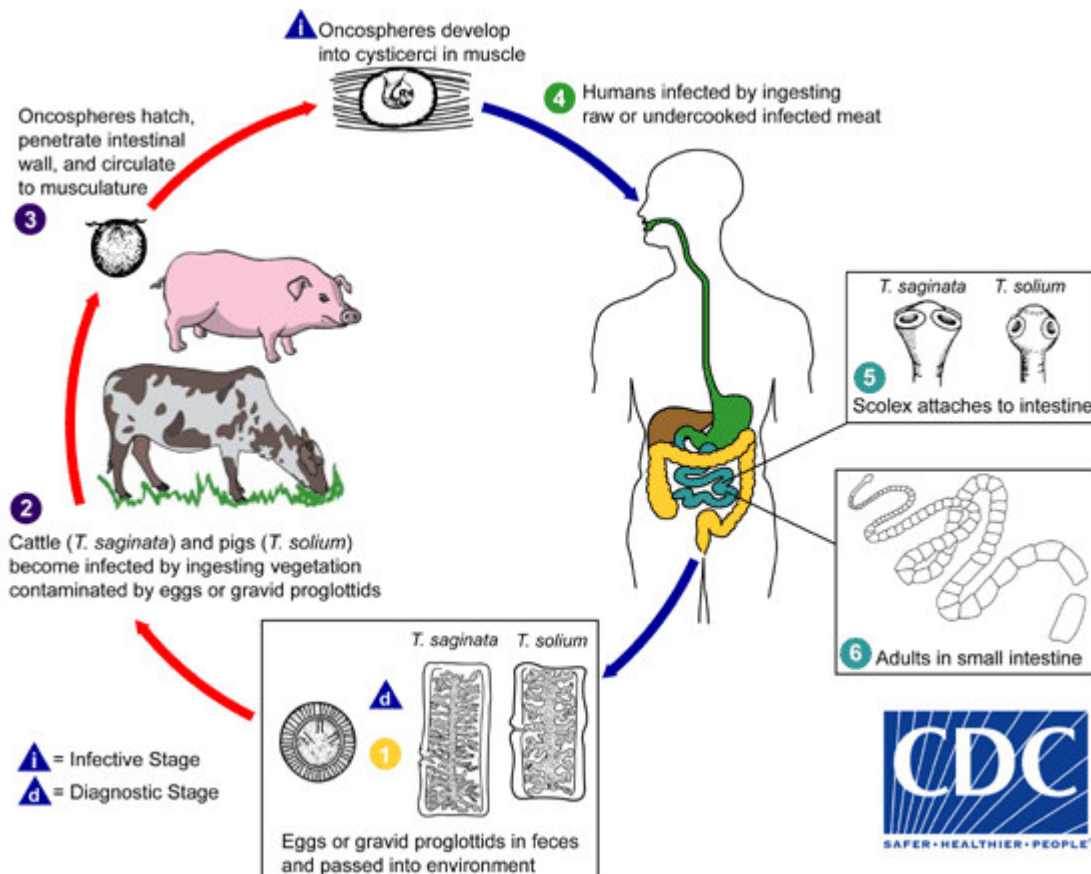 i
Oncospheres develop
into cysticerci in muscle
4
Humans infected by ingesting
raw or undercooked infected meat
Oncospheres hatch,
penetrate intestinal
wall, and circulate
to musculature
3
T. saginata T. solium
5
Scolex attaches to intestine
2
Cattle (T. saginata) and pigs (T. solium)
become infected by ingesting vegetation
contaminated by eggs or gravid proglottids
6 Adults in small intestine
T. saginata T. solium
d
1
Eggs or gravid proglottids in feces
and passed into environment
i = Infective Stage
d = Diagnostic Stage
CDC
SAFER•HEALTHIER•PEOPLE